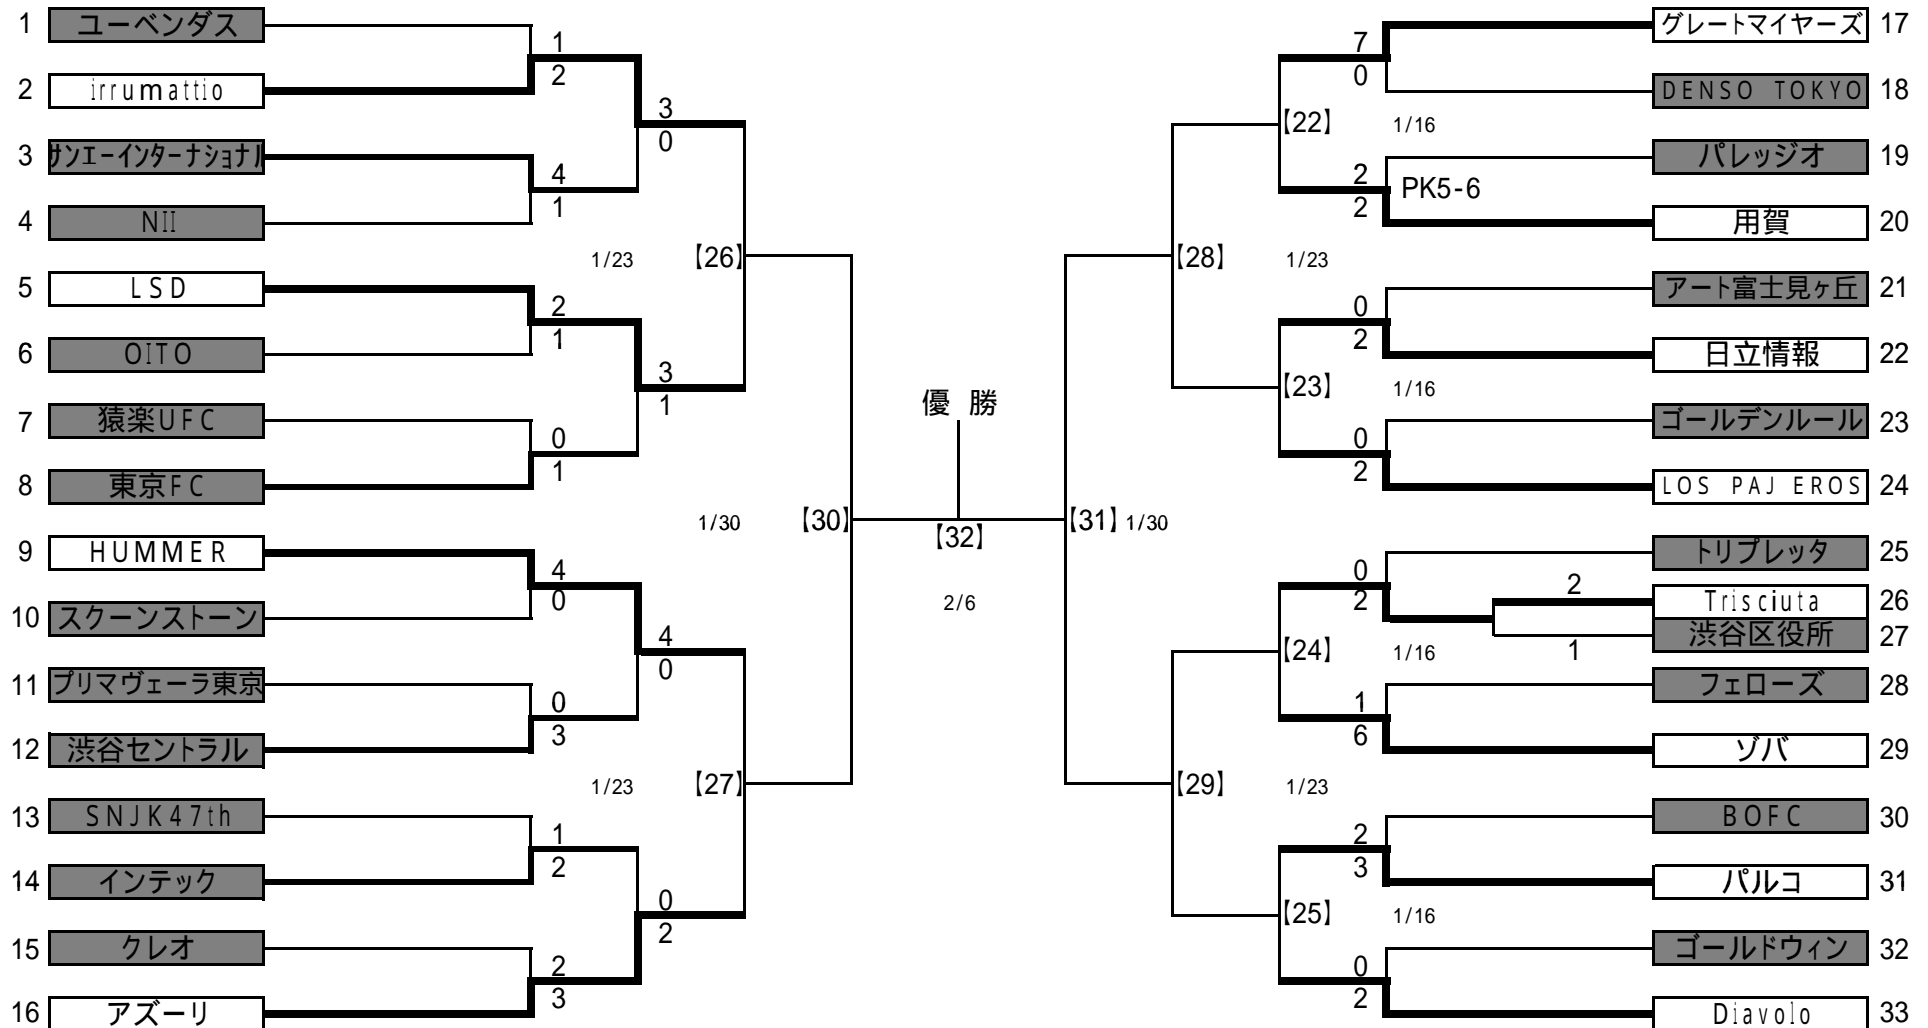 1 ユーベンダス
2 irrumattio
3 サンエーインターナショナル
4 NII
5 LSD
6 OITO
7 猿楽UFC
8 東京FC
9 HUMMER
10 スクーンストーン
11 プリマヴェーラ東京
12 渋谷セントラル
13 SNJK47th
14 インテック
15 クレオ
16 アズーリ
1
2
4
1
2
1
0
1
4
0
0
3
1
2
2
3
3
0
3
1
4
0
0
2
1/23 【26】
1/23 【27】
1/30 【30】
優 勝
【32】
2/6
【31】 1/30
【28】 1/23
【29】 1/23
【22】 1/16
【23】 1/16
【24】 1/16
【25】 1/16
7
0
2
2
PK5-6
0
2
0
2
0
2
2
1
1
6
2
3
0
2
グレートマイヤーズ 17
DENSO TOKYO 18
パレッジオ 19
用賀 20
アート富士見ヶ丘 21
日立情報 22
ゴールデンルール 23
LOS PAJEROS 24
トリプレッタ 25
Trisciuta 26
渋谷区役所 27
フェローズ 28
ゾバ 29
BOFC 30
パルコ 31
ゴールドウィン 32
Diavolo 33